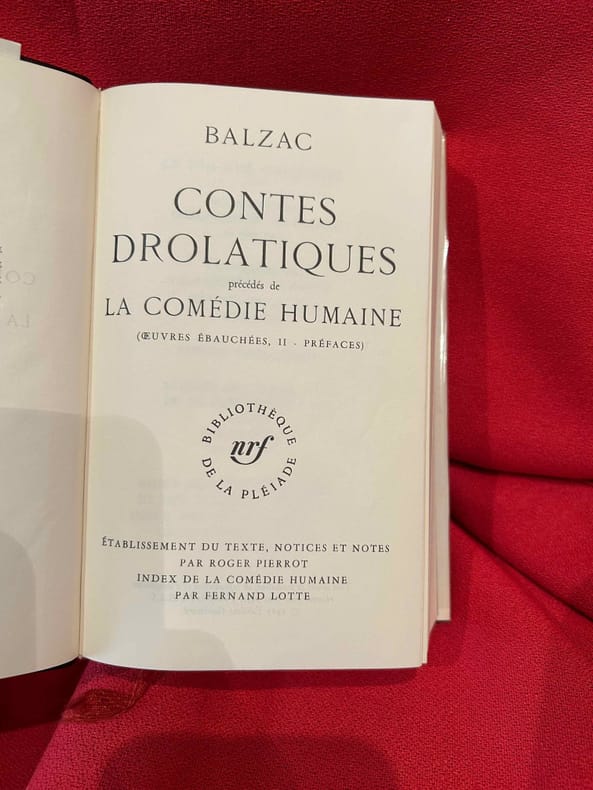 BALZAC
CONTES
DROLATIQUES
précédés de
LA COMÉDIE HUMAINE
(ŒUVRES ÉBAUCHÉES, II - PRÉFACES)
BIBLIOTHÈQUE
nrf
DE LA PLÉIADE
ÉTABLISSEMENT DU TEXTE, NOTICES ET NOTES
PAR ROGER PIERROT
INDEX DE LA COMÉDIE HUMAINE
PAR FERNAND LOTTE